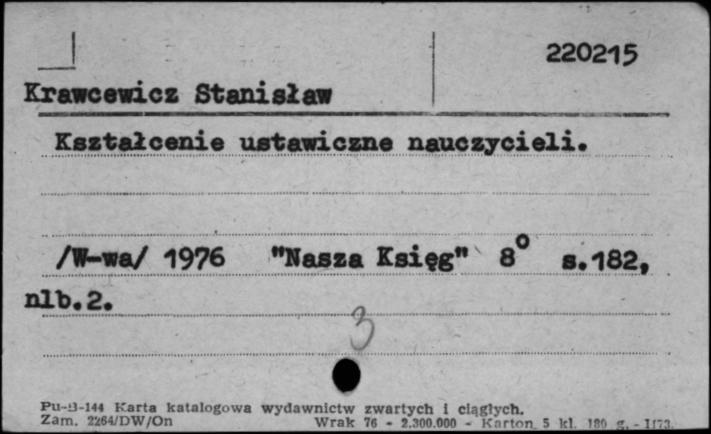 220215
Krawcewicz Stanisław
Kształcenie ustawiczne nauczycieli.
/W-wa/ 1976 "Nasza Księg" 8° s.182,
nlb.2.
3
Pu-B-144 Karta katalogowa wydawnictw zwartych i ciągłych.
Zam. 2264/DW/On Wrak 76 - 2.300.000 - Karton 5 kl. 180 g. - 1173.